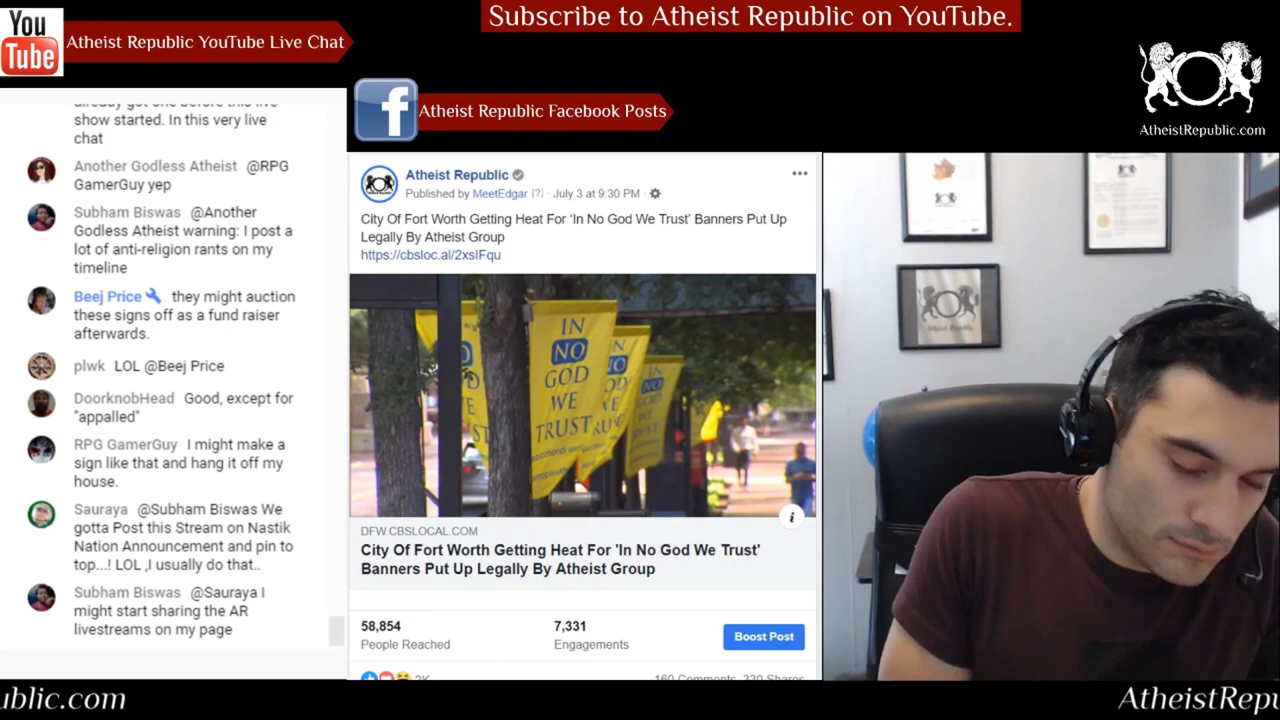 Subscribe to Atheist Republic on YouTube.
You
Tube
Atheist Republic YouTube Live Chat
AtheistRepublic.com
Atheist Republic Facebook Posts
already got one before this live
show started. In this very live
chat
Another Godless Atheist @RPG
GamerGuy yep
Subham Biswas @Another
Godless Atheist warning: I post a
lot of anti-religion rants on my
timeline
Beej Price they might auction
these signs off as a fund raiser
afterwards.
plwk LOL @Beej Price
DoorknobHead Good, except for
"appalled"
RPG GamerGuy I might make a
sign like that and hang it off my
house.
Sauraya @Subham Biswas We
gotta Post this Stream on Nastik
Nation Announcement and pin to
top...! LOL ,I usually do that..
Subham Biswas @Sauraya I
might start sharing the AR
livestreams on my page
Atheist Republic
Published by MeetEdgar [?] · July 3 at 9:30 PM ·
City Of Fort Worth Getting Heat For 'In No God We Trust' Banners Put Up
Legally By Atheist Group
https://cbsloc.al/2xsIFqu
IN
NO
GOD
WE
TRUST
DFW.CBSLOCAL.COM
City Of Fort Worth Getting Heat For 'In No God We Trust'
Banners Put Up Legally By Atheist Group
58,854
People Reached
7,331
Engagements
Boost Post
2K
160 Comments 320 Shares
Atheist Republic
ublic.com
AtheistRepu